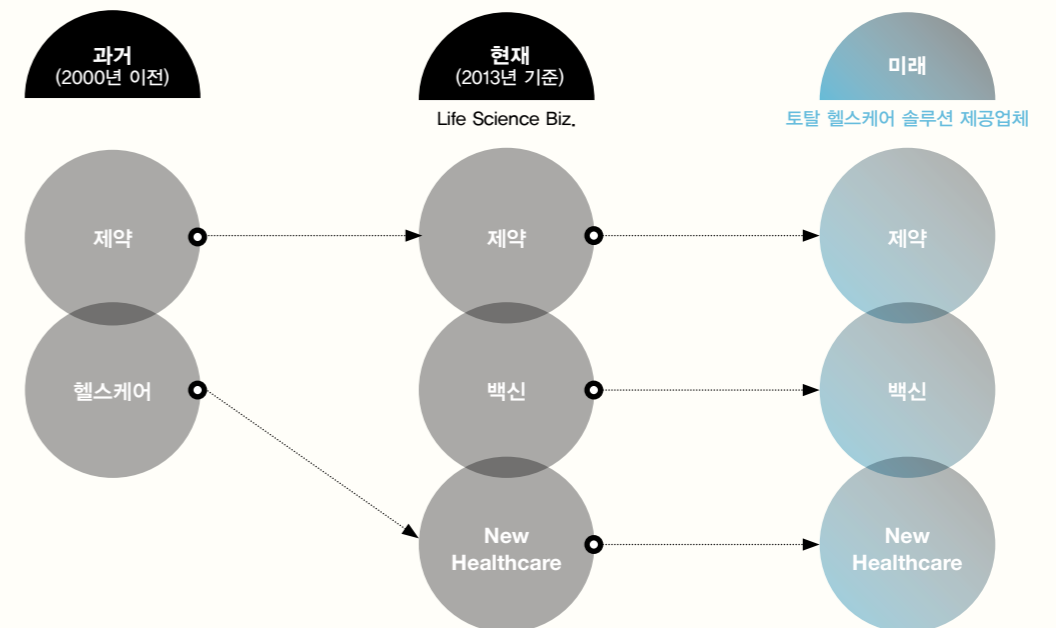 과거
(2000년 이전)
현재
(2013년 기준)
미래
Life Science Biz.
토탈 헬스케어 솔루션 제공업체
제약
제약
제약
헬스케어
백신
백신
New
Healthcare
New
Healthcare